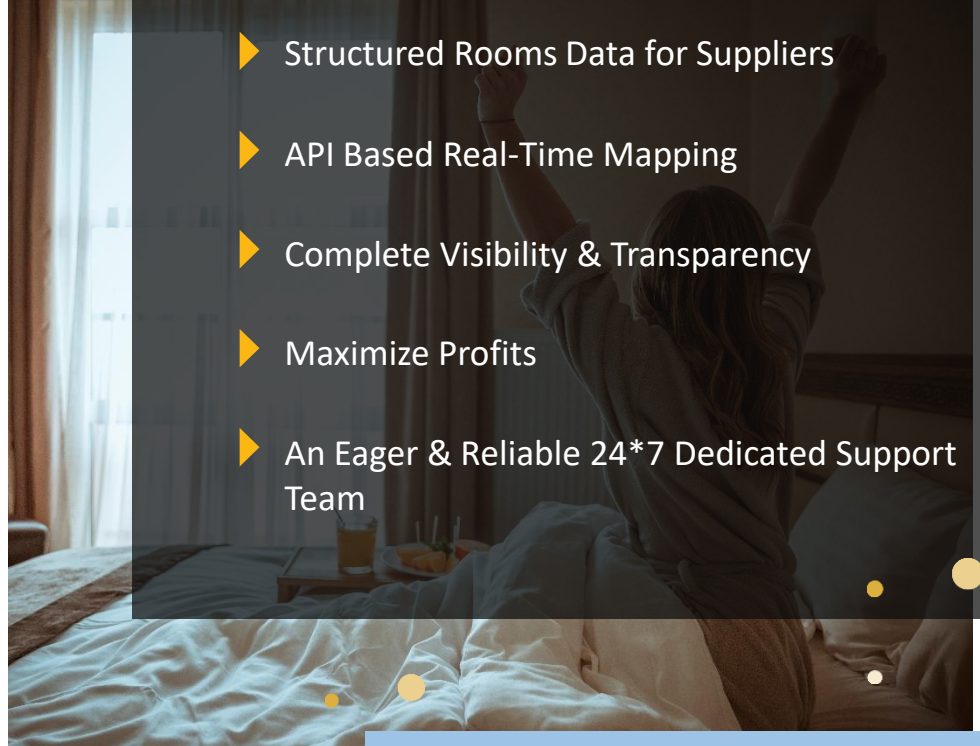 Structured Rooms Data for Suppliers
API Based Real-Time Mapping
Complete Visibility & Transparency
Maximize Profits
An Eager & Reliable 24*7 Dedicated Support
Team